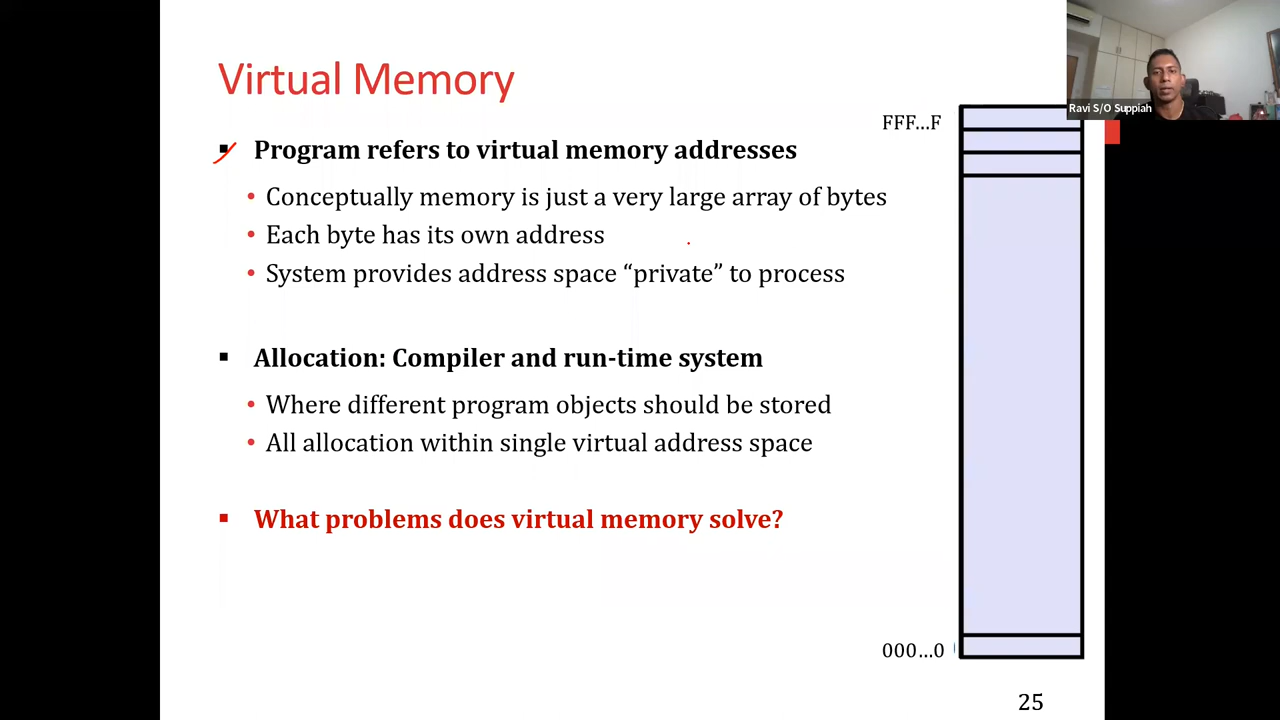 Virtual Memory
Ravi S/O Suppiah
FFF...F
▪ Program refers to virtual memory addresses
• Conceptually memory is just a very large array of bytes
• Each byte has its own address
• System provides address space “private” to process
▪ Allocation: Compiler and run-time system
• Where different program objects should be stored
• All allocation within single virtual address space
▪ What problems does virtual memory solve?
000...0
25